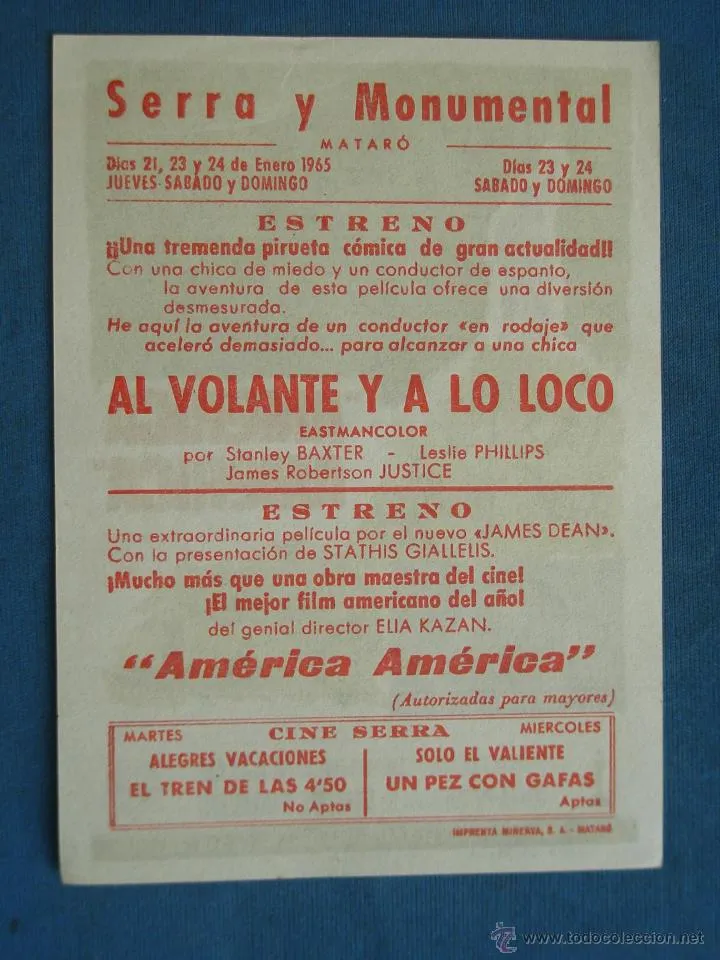 Serra y Monumental
MATARÓ
Dias 21, 23 y 24 de Enero 1965
JUEVES-SABADO y DOMINGO
Dias 23 y 24
SABADO y DOMINGO
ESTRENO
¡¡Una tremenda pirueta cómica de gran actualidad!!
Con una chica de miedo y un conductor de espanto,
la aventura de esta película ofrece una diversión
desmesurada.
He aquí la aventura de un conductor «en rodaje» que
aceleró demasiado... para alcanzar a una chica
AL VOLANTE Y A LO LOCO
EASTMANCOLOR
por Stanley BAXTER - Leslie PHILLIPS
James Robertson JUSTICE
ESTRENO
Una extraordinaria película por el nuevo «JAMES DEAN».
Con la presentación de STATHIS GIALLELIS.
¡Mucho más que una obra maestra del cine!
¡El mejor film americano del año!
del genial director ELIA KAZAN.
"América América"
(Autorizadas para mayores)
CINE SERRA
MARTES
ALEGRES VACACIONES
EL TREN DE LAS 4'50
No Aptas
MIERCOLES
SOLO EL VALIENTE
UN PEZ CON GAFAS
Aptas
IMPRENTA MINERVA, S. A. - MATARÓ
www.todocoleccion.net